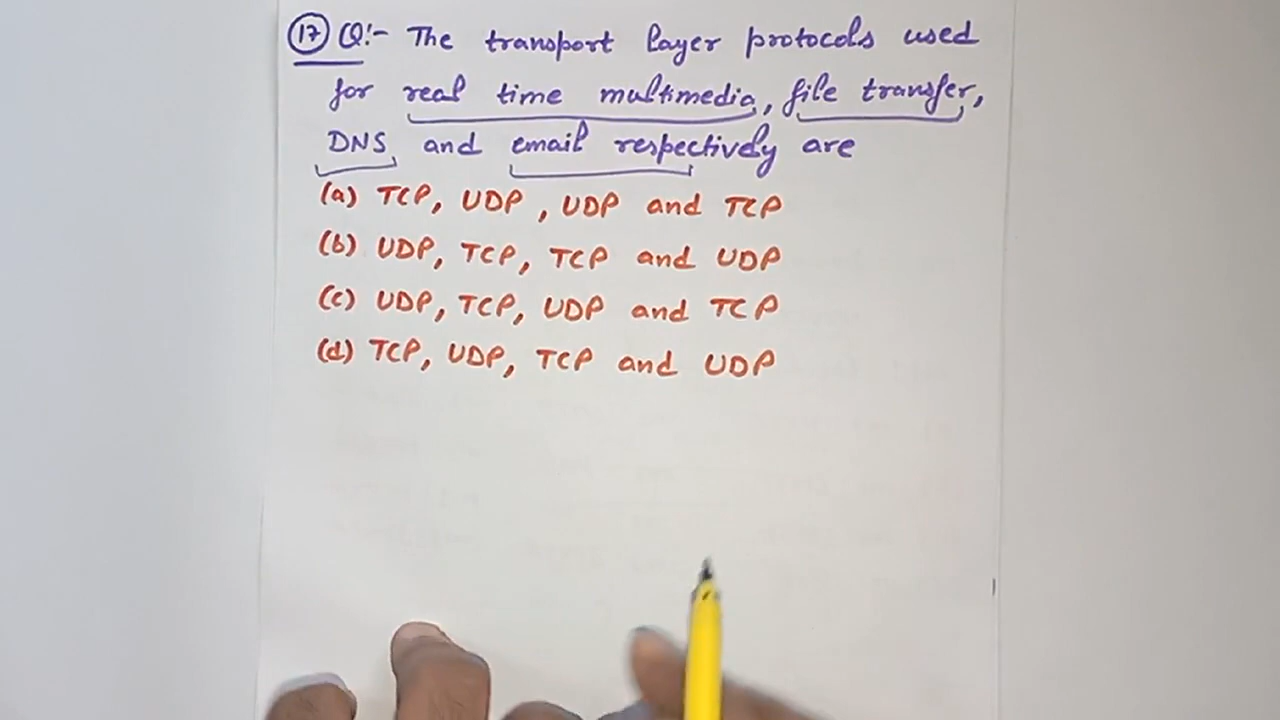 17 Q:- The transport layer protocols used
for real time multimedia, file transfer,
DNS and email respectively are
(a) TCP, UDP, UDP and TCP
(b) UDP, TCP, TCP and UDP
(c) UDP, TCP, UDP and TCP
(d) TCP, UDP, TCP and UDP